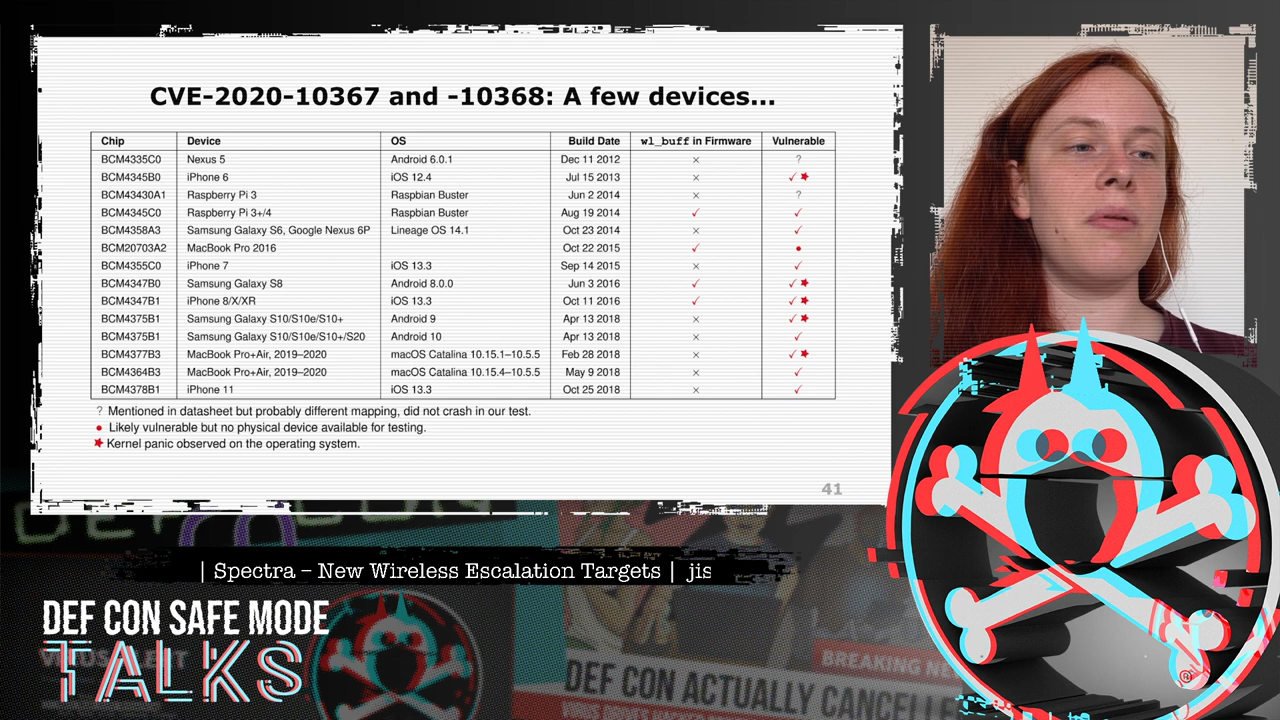 CVE-2020-10367 and -10368: A few devices...
Chip Device OS Build Date wl_buff in Firmware Vulnerable
BCM4335C0 Nexus 5 Android 6.0.1 Dec 11 2012 × ?
BCM4345B0 iPhone 6 iOS 12.4 Jul 15 2013 × ✓★
BCM43430A1 Raspberry Pi 3 Raspbian Buster Jun 2 2014 × ?
BCM4345C0 Raspberry Pi 3+/4 Raspbian Buster Aug 19 2014 ✓ ✓
BCM4358A3 Samsung Galaxy S6, Google Nexus 6P Lineage OS 14.1 Oct 23 2014 × ✓
BCM20703A2 MacBook Pro 2016 Oct 22 2015 ✓ •
BCM4355C0 iPhone 7 iOS 13.3 Sep 14 2015 × ✓
BCM4347B0 Samsung Galaxy S8 Android 8.0.0 Jun 3 2016 ✓ ✓★
BCM4347B1 iPhone 8/X/XR iOS 13.3 Oct 11 2016 ✓ ✓★
BCM4375B1 Samsung Galaxy S10/S10e/S10+ Android 9 Apr 13 2018 × ✓★
BCM4375B1 Samsung Galaxy S10/S10e/S10+/S20 Android 10 Apr 13 2018 × ✓
BCM4377B3 MacBook Pro+Air, 2019–2020 macOS Catalina 10.15.1–10.5.5 Feb 28 2018 × ✓★
BCM4364B3 MacBook Pro+Air, 2019–2020 macOS Catalina 10.15.4–10.5.5 May 9 2018 × ✓
BCM4378B1 iPhone 11 iOS 13.3 Oct 25 2018 × ✓
? Mentioned in datasheet but probably different mapping, did not crash in our test.
• Likely vulnerable but no physical device available for testing.
★ Kernel panic observed on the operating system.
41
DEF CON
| Spectra – New Wireless Escalation Targets | jis
DEF CON SAFE MODE
TALKS
BREAKING NE
DEF CON ACTUALLY CANCELLE
®